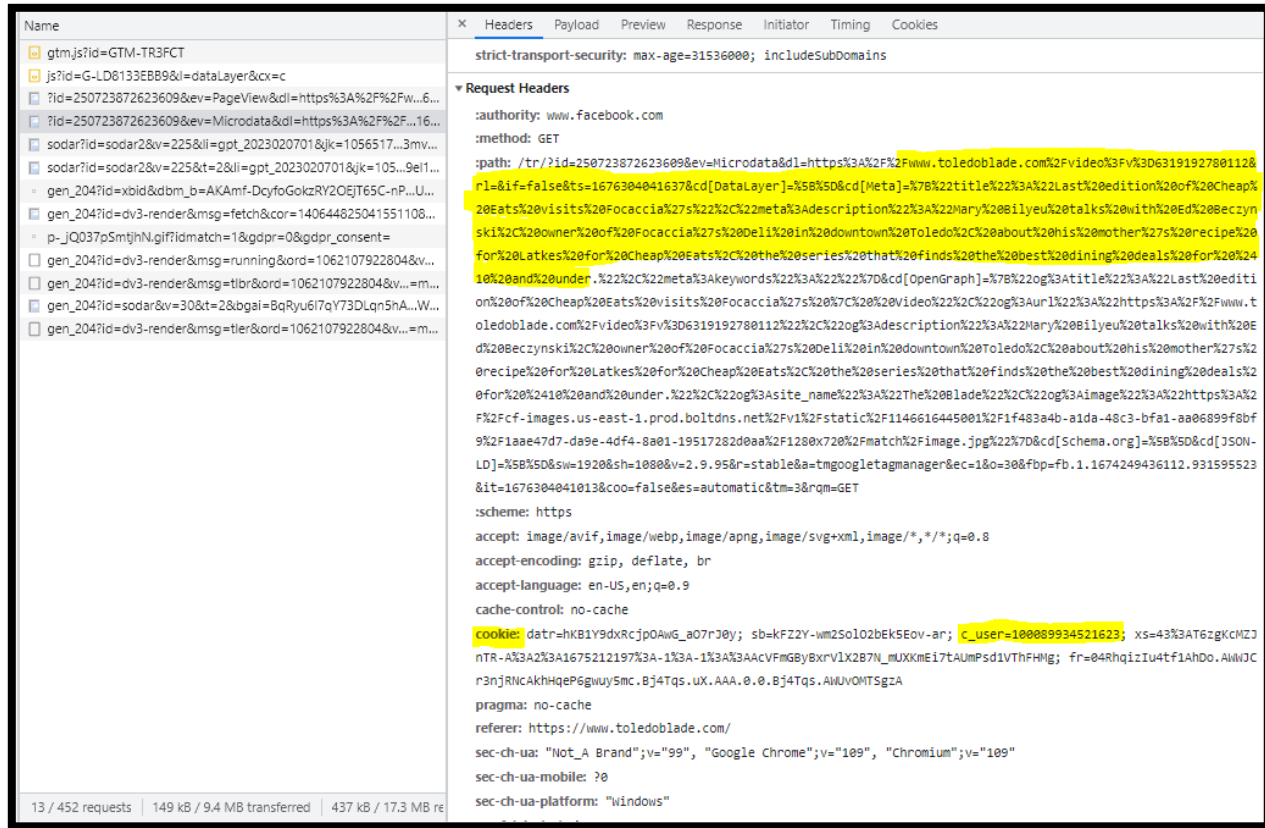 Name
gtm.js?id=GTM-TR3FCT
js?id=G-LD8133EBB9&l=dataLayer&cx=c
?id=250723872623609&ev=PageView&dl=https%3A%2F%2Fw...6...
?id=250723872623609&ev=Microdata&dl=https%3A%2F%2F...16...
sodar?id=sodar2&v=225&li=gpt_2023020701&jk=1056517...3mv...
sodar?id=sodar2&v=225&t=2&li=gpt_2023020701&jk=105...9eI1...
gen_204?id=xbid&dbm_b=AKAmf-DcyfoGokzRY2OEjT65C-nP...U...
gen_204?id=dv3-render&msg=fetch&cor=140644825041551108...
p-_jQ037pSmtjhN.gif?idmatch=1&gdpr=0&gdpr_consent=
gen_204?id=dv3-render&msg=running&ord=1062107922804&v...
gen_204?id=dv3-render&msg=tlbr&ord=1062107922804&v...=m...
gen_204?id=sodar&v=30&t=2&bgai=BqRyu6I7qY73DLqn5hA...W...
gen_204?id=dv3-render&msg=tler&ord=1062107922804&v...=m...
13 / 452 requests 149 kB / 9.4 MB transferred 437 kB / 17.3 MB re
× Headers Payload Preview Response Initiator Timing Cookies
strict-transport-security: max-age=31536000; includeSubDomains
▾ Request Headers
:authority: www.facebook.com
:method: GET
:path: /tr/?id=250723872623609&ev=Microdata&dl=https%3A%2F%2Fwww.toledoblade.com%2Fvideo%3Fv%3D6319192780112&
rl=&if=false&ts=1676304041637&cd[DataLayer]=%5B%5D&cd[Meta]=%7B%22title%22%3A%22Last%20edition%20of%20Cheap%
20Eats%20visits%20Focaccia%27s%22%2C%22meta%3Adescription%22%3A%22Mary%20Bilyeu%20talks%20with%20Ed%20Beczyn
ski%2C%20owner%20of%20Focaccia%27s%20Deli%20in%20downtown%20Toledo%2C%20about%20his%20mother%27s%20recipe%20
for%20Latkes%20for%20Cheap%20Eats%2C%20the%20series%20that%20finds%20the%20best%20dining%20deals%20for%20%24
10%20and%20under.%22%2C%22meta%3Akeywords%22%3A%22%22%7D&cd[OpenGraph]=%7B%22og%3Atitle%22%3A%22Last%20editi
on%20of%20Cheap%20Eats%20visits%20Focaccia%27s%20%7C%20%20Video%22%2C%22og%3Aurl%22%3A%22https%3A%2F%2Fwww.t
oledoblade.com%2Fvideo%3Fv%3D6319192780112%22%2C%22og%3Adescription%22%3A%22Mary%20Bilyeu%20talks%20with%20E
d%20Beczynski%2C%20owner%20of%20Focaccia%27s%20Deli%20in%20downtown%20Toledo%2C%20about%20his%20mother%27s%2
0recipe%20for%20Latkes%20for%20Cheap%20Eats%2C%20the%20series%20that%20finds%20the%20best%20dining%20deals%2
0for%20%2410%20and%20under.%22%2C%22og%3Asite_name%22%3A%22The%20Blade%22%2C%22og%3Aimage%22%3A%22https%3A%2
F%2Fcf-images.us-east-1.prod.boltdns.net%2Fv1%2Fstatic%2F1146616445001%2F1f483a4b-a1da-48c3-bfa1-aa06899f8bf
9%2F1aae47d7-da9e-4df4-8a01-19517282d0aa%2F1280x720%2Fmatch%2Fimage.jpg%22%7D&cd[Schema.org]=%5B%5D&cd[JSON-
LD]=%5B%5D&sw=1920&sh=1080&v=2.9.95&r=stable&a=tmgoogletagmanager&ec=1&o=30&fbp=fb.1.1674249436112.931595523
&it=1676304041013&coo=false&es=automatic&tm=3&rqm=GET
:scheme: https
accept: image/avif,image/webp,image/apng,image/svg+xml,image/*,*/*;q=0.8
accept-encoding: gzip, deflate, br
accept-language: en-US,en;q=0.9
cache-control: no-cache
cookie: datr=hKB1Y9dxRcjpOAwG_aO7rJ0y; sb=kFZ2Y-wm2SolO2bEk5Eov-ar; c_user=100089934521623; xs=43%3AT6zgKcMZJ
nTR-A%3A2%3A1675212197%3A-1%3A-1%3A%3AAcVFmGByBxrVlX2B7N_mUXKmEi7tAUmPsd1VThFHMg; fr=04RhqizIu4tf1AhDo.AWWJC
r3njRNcAkhHqeP6gwuy5mc.Bj4Tqs.uX.AAA.0.0.Bj4Tqs.AWUvOMTSgzA
pragma: no-cache
referer: https://www.toledoblade.com/
sec-ch-ua: "Not_A Brand";v="99", "Google Chrome";v="109", "Chromium";v="109"
sec-ch-ua-mobile: ?0
sec-ch-ua-platform: "Windows"